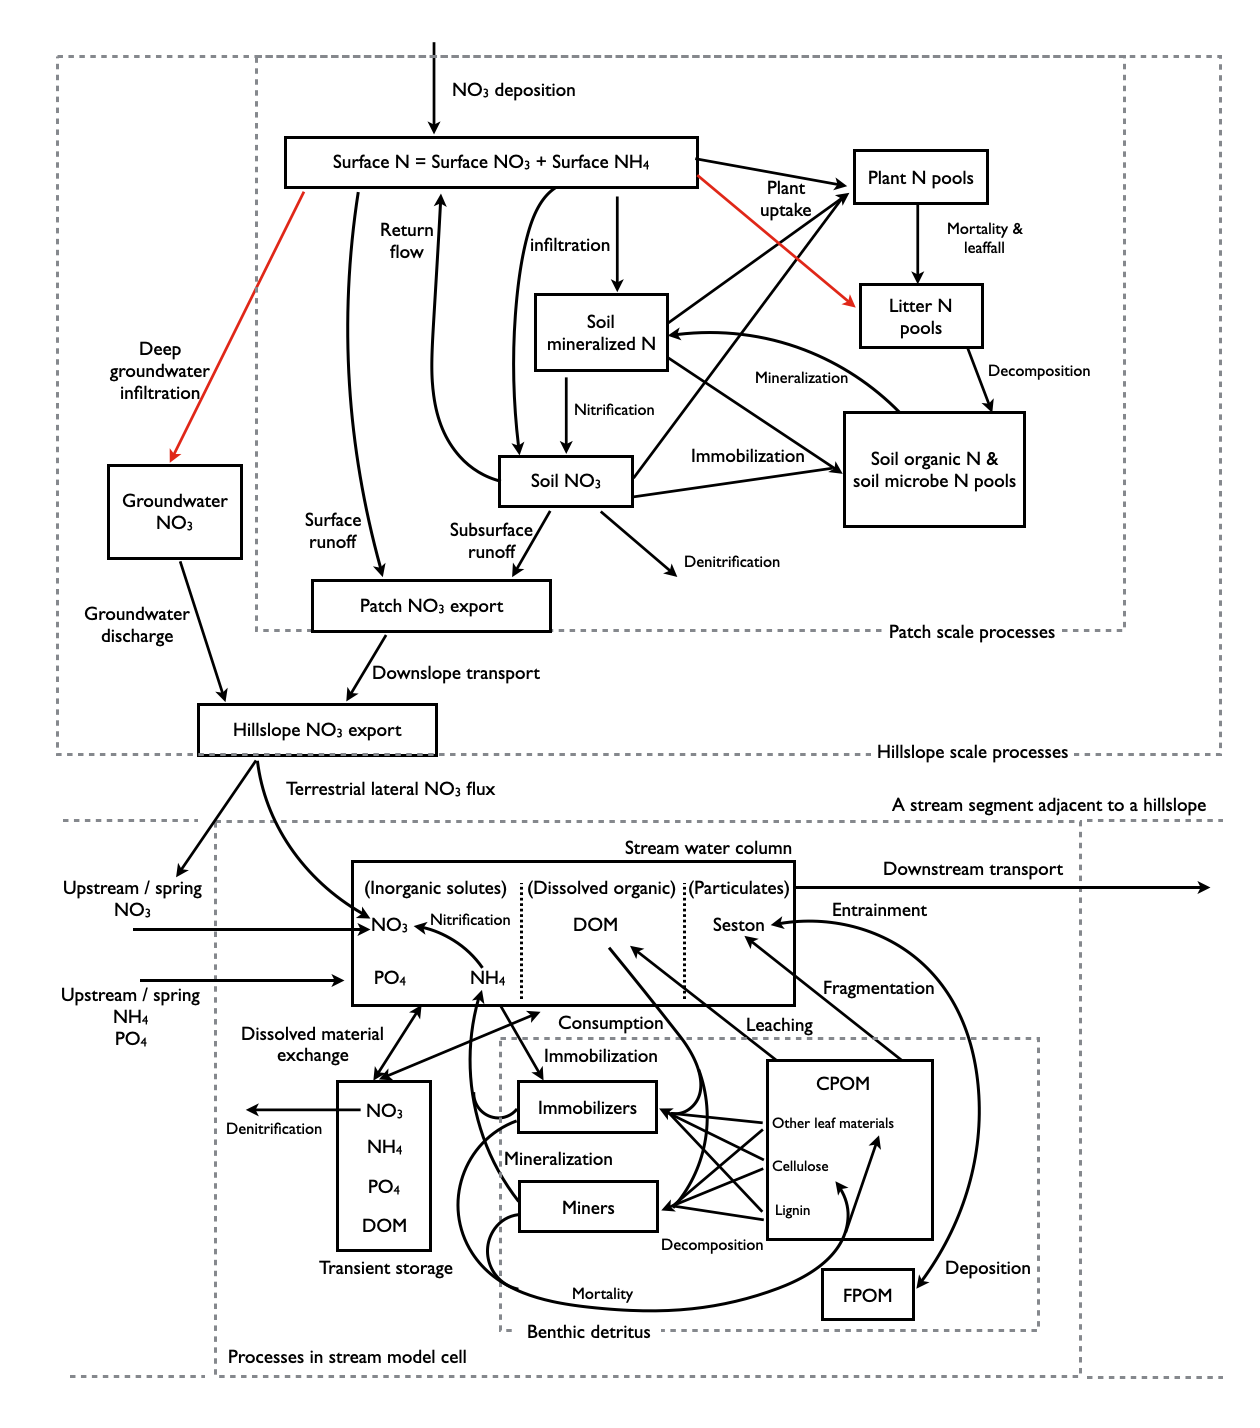 NO₃ deposition
Surface N = Surface NO₃ + Surface NH₄
Plant N pools
Plant
uptake
Return
flow
infiltration
Mortality &
leaffall
Litter N
pools
Soil
mineralized N
Deep
groundwater
infiltration
Mineralization
Decomposition
Nitrification
Immobilization
Soil organic N &
soil microbe N pools
Soil NO₃
Groundwater
NO₃
Surface
runoff
Subsurface
runoff
Denitrification
Patch NO₃ export
Groundwater
discharge
Patch scale processes
Downslope transport
Hillslope NO₃ export
Hillslope scale processes
Terrestrial lateral NO₃ flux
A stream segment adjacent to a hillslope
Stream water column
Downstream transport
Upstream / spring
NO₃
(Inorganic solutes)
(Dissolved organic)
(Particulates)
Entrainment
NO₃
Nitrification
DOM
Seston
PO₄
NH₄
Fragmentation
Upstream / spring
NH₄
PO₄
Dissolved material
exchange
Consumption
Leaching
Immobilization
CPOM
NO₃
Immobilizers
Other leaf materials
Denitrification
NH₄
Mineralization
Cellulose
PO₄
Miners
Lignin
DOM
Decomposition
Transient storage
Deposition
Mortality
FPOM
Benthic detritus
Processes in stream model cell